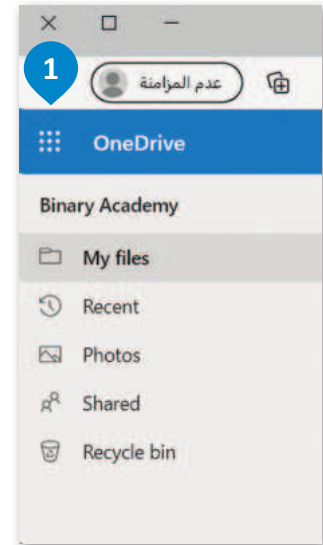 1
عدم المزامنة
OneDrive
Binary Academy
My files
Recent
Photos
Shared
Recycle bin